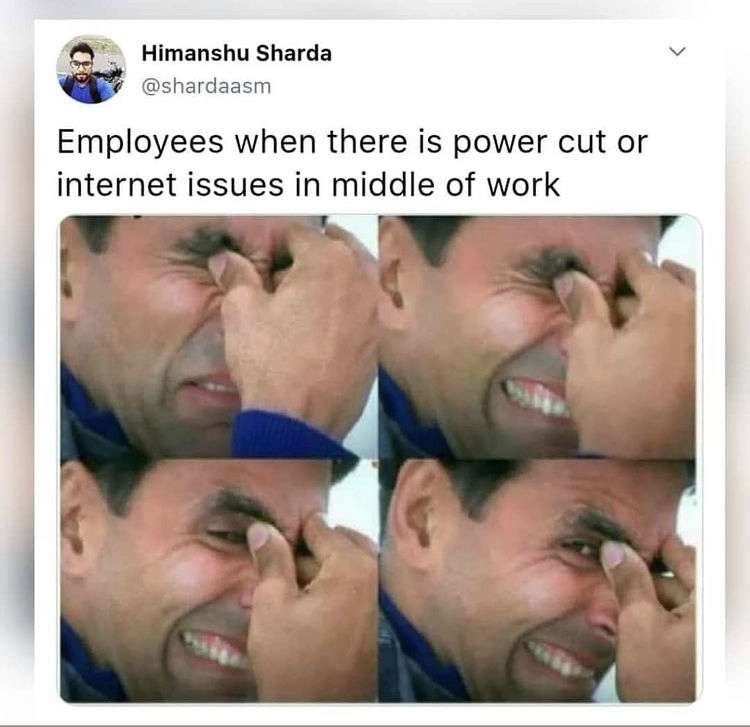 Himanshu Sharda
@shardaasm
Employees when there is power cut or
internet issues in middle of work